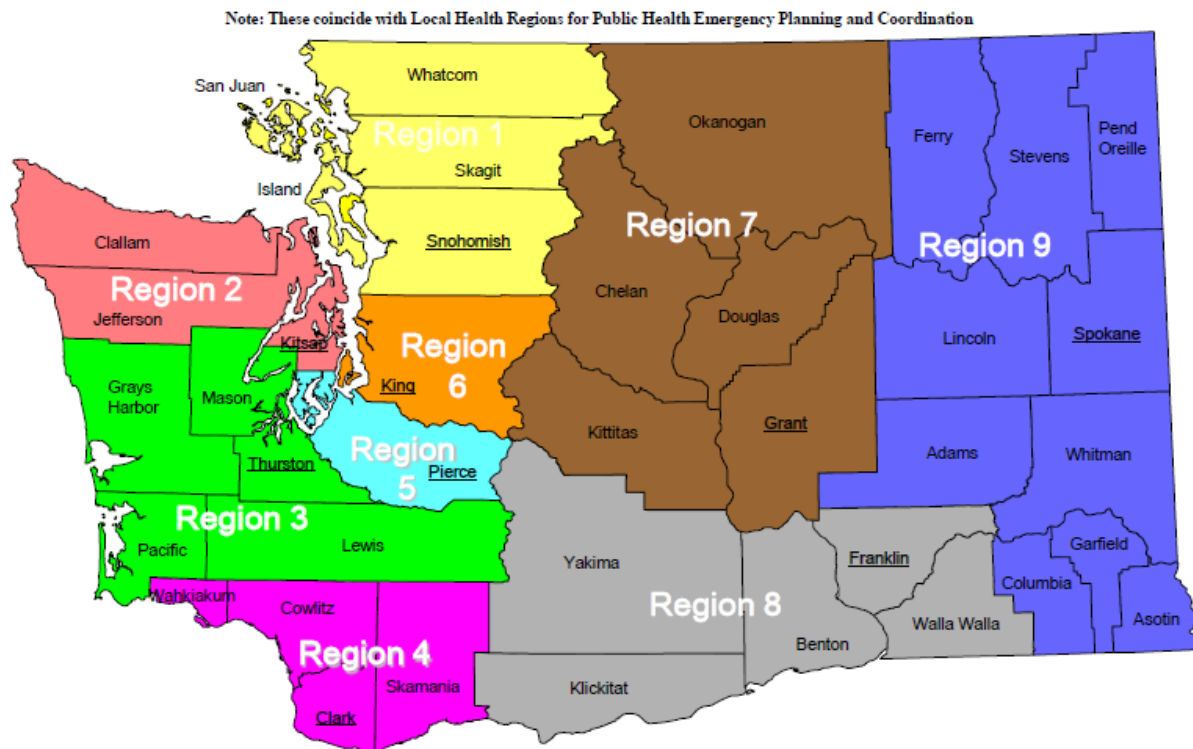 Note: These coincide with Local Health Regions for Public Health Emergency Planning and Coordination
Whatcom
San Juan
Region 1
Skagit
Island
Snohomish
Okanogan
Ferry
Stevens
Pend
Oreille
Clallam
Region 2
Jefferson
Kitsap
Region 7
Chelan
Douglas
Region 9
Lincoln
Spokane
Region
6
King
Grays
Harbor
Mason
Thurston
Region
5
Pierce
Kittitas
Grant
Adams
Whitman
Region 3
Pacific
Lewis
Yakima
Franklin
Garfield
Columbia
Asotin
Wahkiakum
Cowlitz
Region 4
Skamania
Clark
Region 8
Benton
Walla Walla
Klickitat